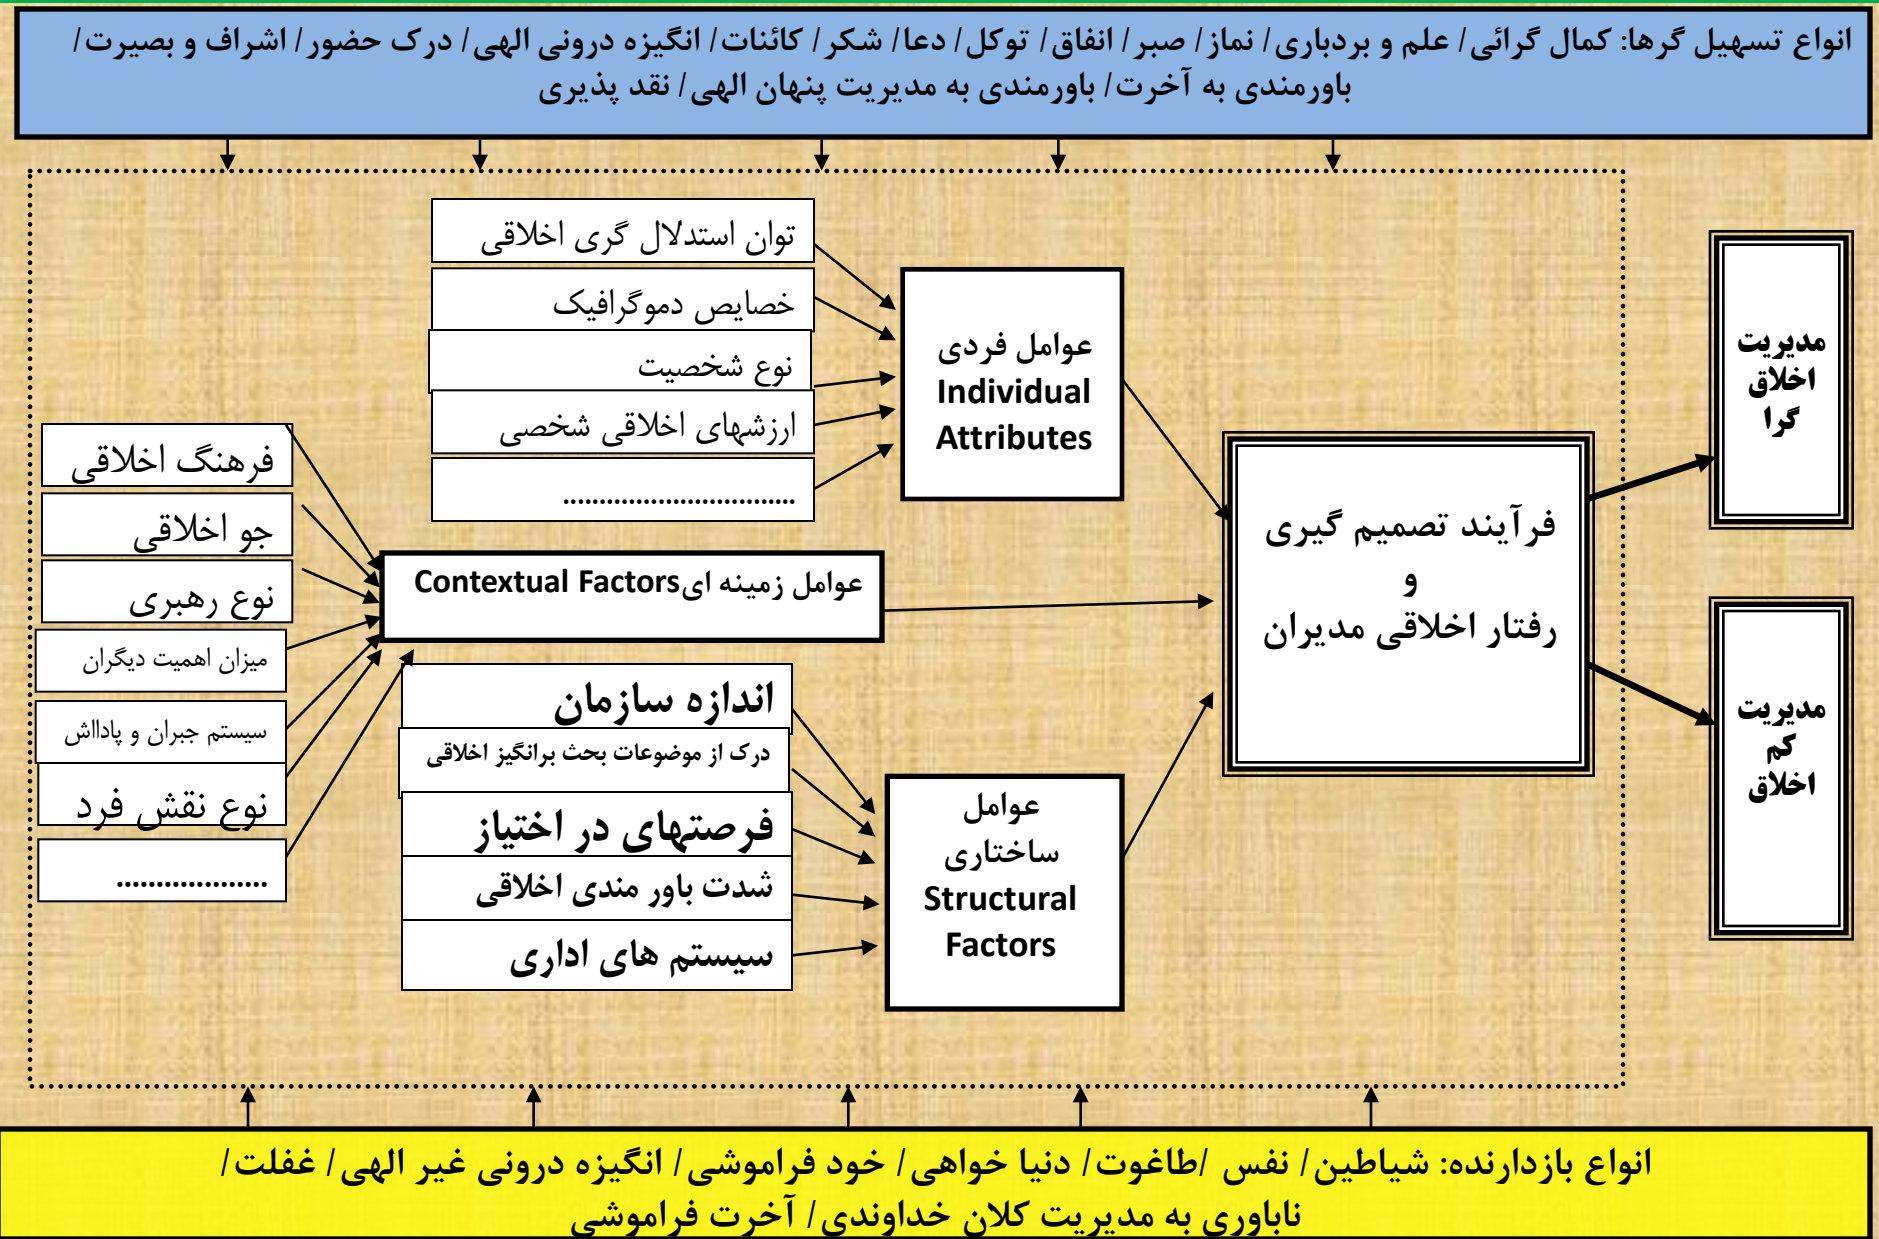 انواع تسهیل گرها: کمال گرائی/ علم و بردباری/ نماز/ صبر/ انفاق/ توکل/ دعا/ شکر/ کائنات/ انگیزه درونی الهی/ درک حضور/ اشراف و بصیرت/
باورمندی به آخرت/ باورمندی به مدیریت پنهان الهی/ نقد پذیری
توان استدلال گری اخلاقی
خصایص دموگرافیک
نوع شخصیت
ارزشهای اخلاقی شخصی
................................
عوامل فردی
Individual
Attributes
فرهنگ اخلاقی
جو اخلاقی
نوع رهبری
میزان اهمیت دیگران
سیستم جبران و پادااش
نوع نقش فرد
...................
عوامل زمینه ایContextual Factors
اندازه سازمان
درک از موضوعات بحث برانگیز اخلاقی
فرصتهای در اختیاز
شدت باور مندی اخلاقی
سیستم های اداری
عوامل
ساختاری
Structural
Factors
فرآیند تصمیم گیری
و
رفتار اخلاقی مدیران
مدیریت
اخلاق
گرا
مدیریت
کم
اخلاق
انواع بازدارنده: شیاطین/ نفس /طاغوت/ دنیا خواهی/ خود فراموشی/ انگیزه درونی غیر الهی/ غفلت/
ناباوری به مدیریت کلان خداوندی/ آخرت فراموشی